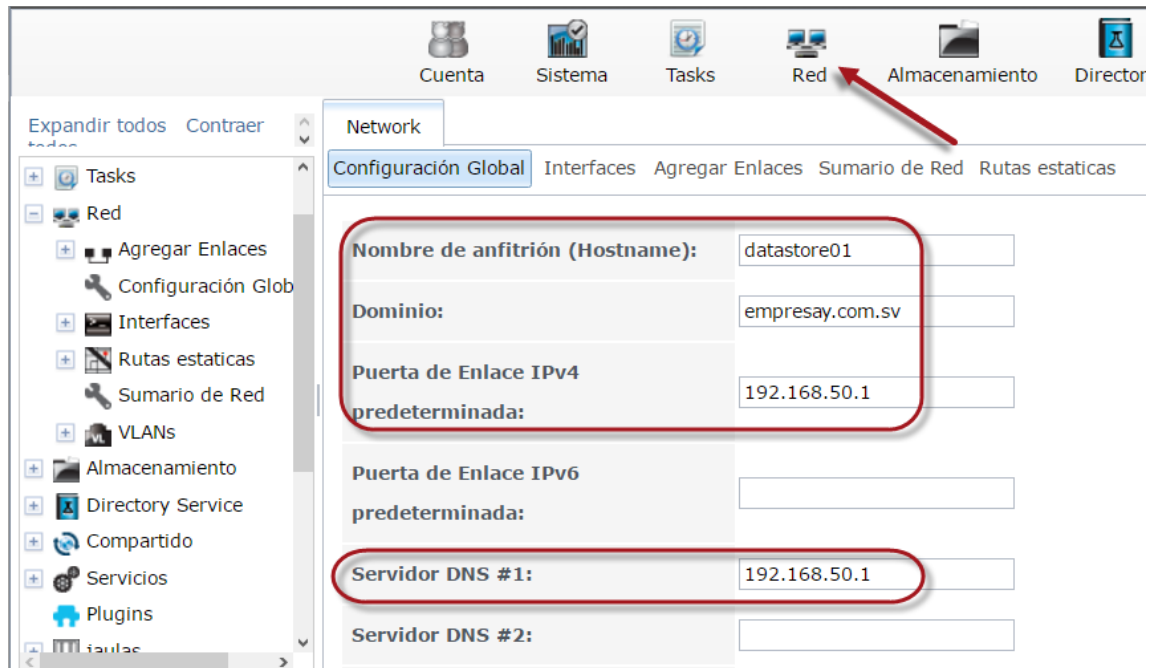 Cuenta Sistema Tasks Red Almacenamiento Director
Expandir todos Contraer
Network
Configuración Global Interfaces Agregar Enlaces Sumario de Red Rutas estaticas
Tasks
Red
Agregar Enlaces
Configuración Glob
Interfaces
Rutas estaticas
Sumario de Red
VLANs
Almacenamiento
Directory Service
Compartido
Servicios
Plugins
jaulas
Nombre de anfitrión (Hostname): datastore01
Dominio: empresay.com.sv
Puerta de Enlace IPv4
predeterminada: 192.168.50.1
Puerta de Enlace IPv6
predeterminada:
Servidor DNS #1: 192.168.50.1
Servidor DNS #2: